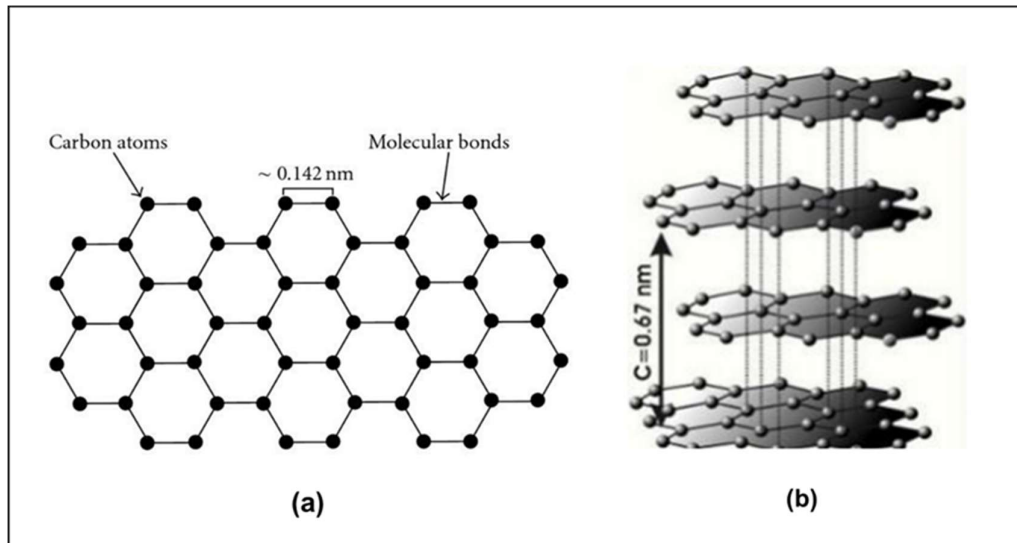 Carbon atoms
Molecular bonds
~ 0.142 nm
C=0.67 nm
(a)
(b)